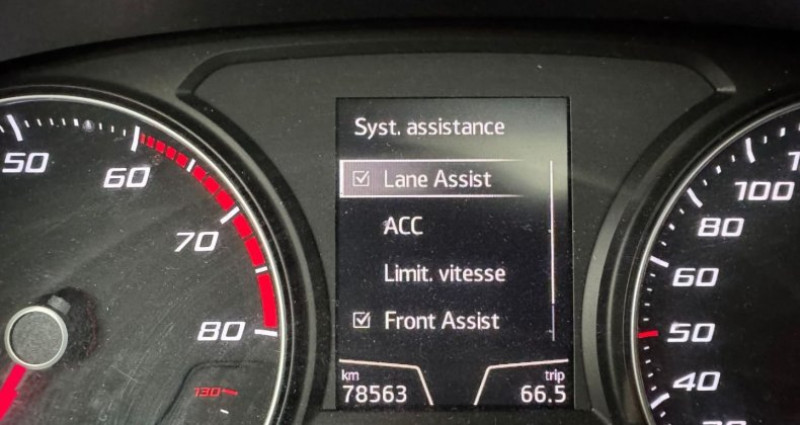 Syst. assistance
Lane Assist
ACC
Limit. vitesse
Front Assist
km
78563
trip
66.5
50
60
70
80
130
100
80
60
50
40